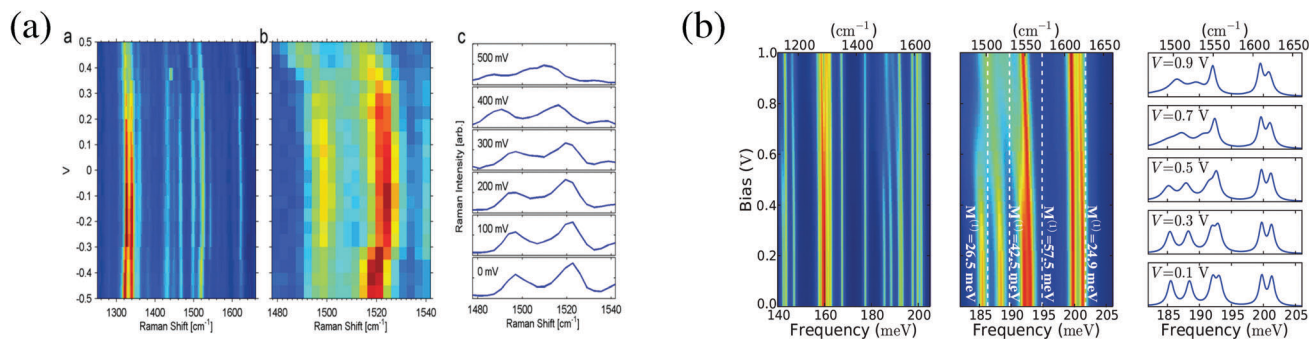 (a)
a
b
c
0.5
0.4
0.3
0.2
0.1
0
-0.1
-0.2
-0.3
-0.4
-0.5
V
1300 1400 1500 1600
Raman Shift [cm⁻¹]
1500 1520 1540
Raman Shift [cm⁻¹]
Raman Intensity [arb.]
500 mV
400 mV
300 mV
200 mV
100 mV
0 mV
1480 1500 1520 1540
Raman Shift [cm⁻¹]
(b)
(cm⁻¹)
1200 1400 1600
Bias (V)
1.0
0.8
0.6
0.4
0.2
0.0
140 150 160 170 180 190 200
Frequency (meV)
(cm⁻¹)
1500 1550 1600 1650
M⁽¹⁾=26.5 meV
M⁽¹⁾=42.5 meV
M⁽¹⁾=57.5 meV
M⁽¹⁾=24.9 meV
185 190 195 200 205
Frequency (meV)
(cm⁻¹)
1500 1550 1600 1650
V=0.9 V
V=0.7 V
V=0.5 V
V=0.3 V
V=0.1 V
185 190 195 200 205
Frequency (meV)